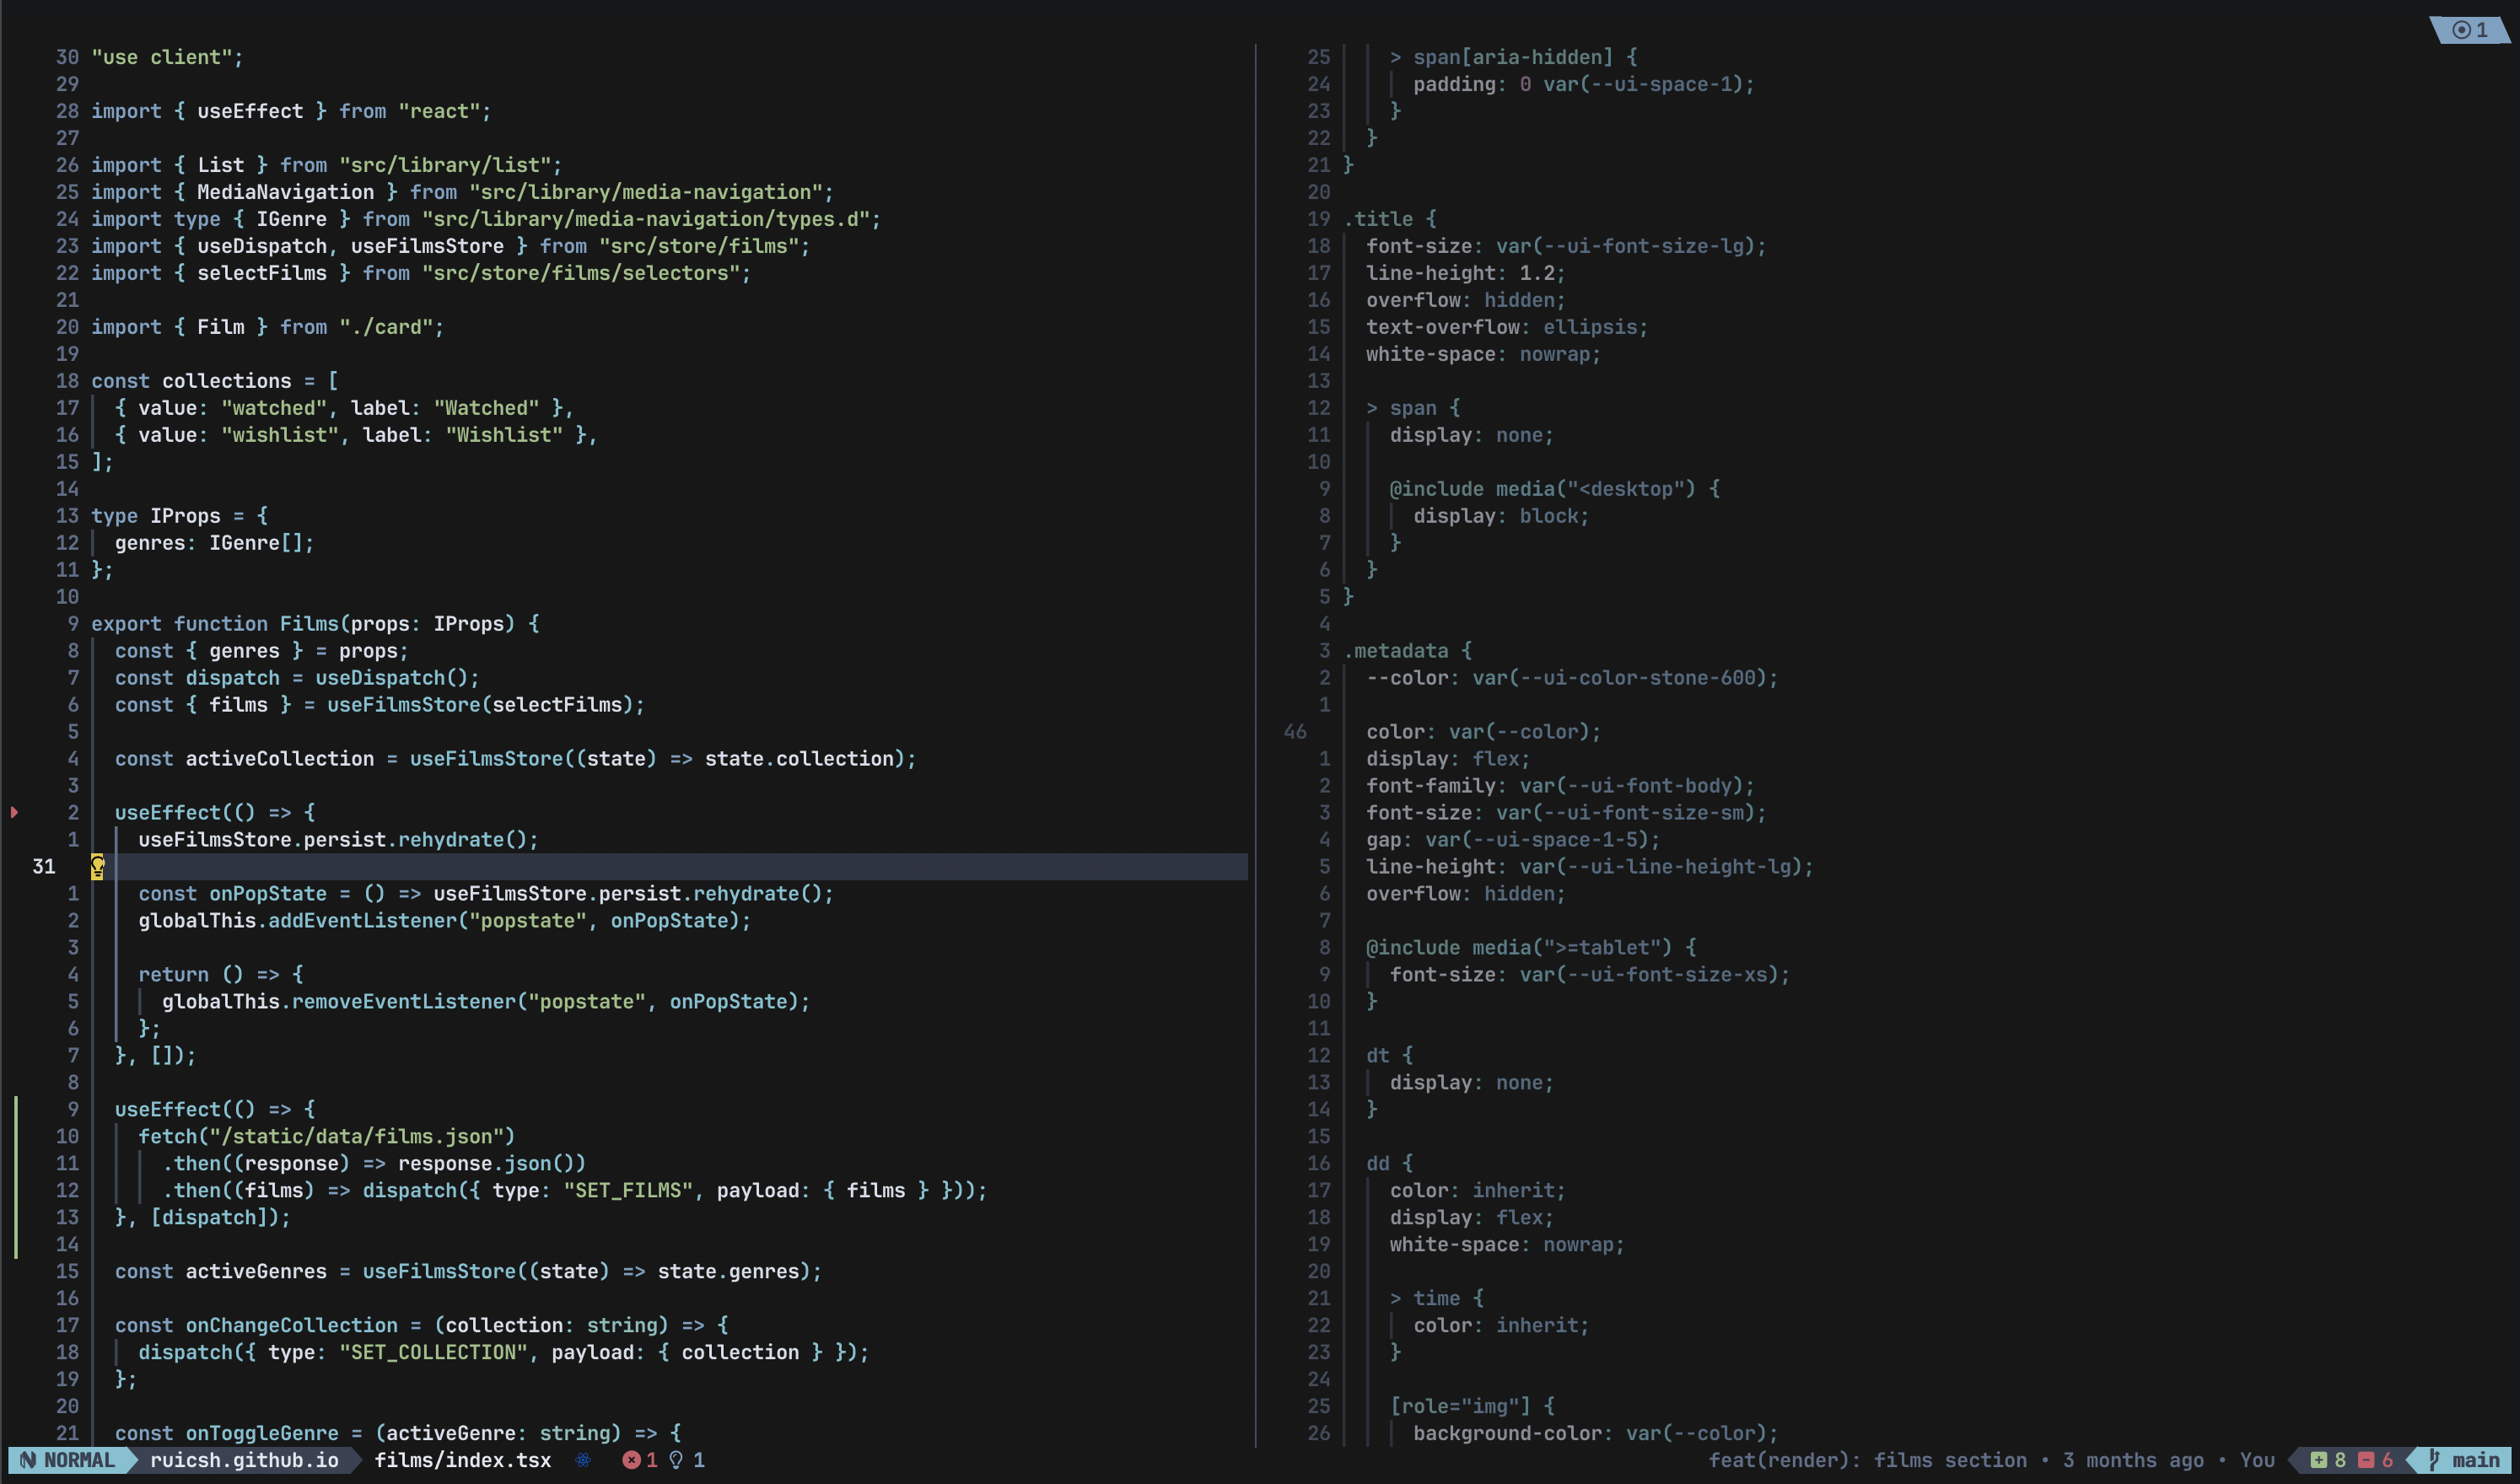 1
30 "use client";
29
28 import { useEffect } from "react";
27
26 import { List } from "src/library/list";
25 import { MediaNavigation } from "src/library/media-navigation";
24 import type { IGenre } from "src/library/media-navigation/types.d";
23 import { useDispatch, useFilmsStore } from "src/store/films";
22 import { selectFilms } from "src/store/films/selectors";
21
20 import { Film } from "./card";
19
18 const collections = [
17   { value: "watched", label: "Watched" },
16   { value: "wishlist", label: "Wishlist" },
15 ];
14
13 type IProps = {
12   genres: IGenre[];
11 };
10
9 export function Films(props: IProps) {
8   const { genres } = props;
7   const dispatch = useDispatch();
6   const { films } = useFilmsStore(selectFilms);
5
4   const activeCollection = useFilmsStore((state) => state.collection);
3
2   useEffect(() => {
1     useFilmsStore.persist.rehydrate();
31
1     const onPopState = () => useFilmsStore.persist.rehydrate();
2     globalThis.addEventListener("popstate", onPopState);
3
4     return () => {
5       globalThis.removeEventListener("popstate", onPopState);
6     };
7   }, []);
8
9   useEffect(() => {
10     fetch("/static/data/films.json")
11       .then((response) => response.json())
12       .then((films) => dispatch({ type: "SET_FILMS", payload: { films } }));
13   }, [dispatch]);
14
15   const activeGenres = useFilmsStore((state) => state.genres);
16
17   const onChangeCollection = (collection: string) => {
18     dispatch({ type: "SET_COLLECTION", payload: { collection } });
19   };
20
21   const onToggleGenre = (activeGenre: string) => {
25     > span[aria-hidden] {
24       padding: 0 var(--ui-space-1);
23     }
22   }
21 }
20
19 .title {
18   font-size: var(--ui-font-size-lg);
17   line-height: 1.2;
16   overflow: hidden;
15   text-overflow: ellipsis;
14   white-space: nowrap;
13
12   > span {
11     display: none;
10
9     @include media("<desktop") {
8       display: block;
7     }
6   }
5 }
4
3 .metadata {
2   --color: var(--ui-color-stone-600);
1
46   color: var(--color);
1   display: flex;
2   font-family: var(--ui-font-body);
3   font-size: var(--ui-font-size-sm);
4   gap: var(--ui-space-1-5);
5   line-height: var(--ui-line-height-lg);
6   overflow: hidden;
7
8   @include media(">=tablet") {
9     font-size: var(--ui-font-size-xs);
10   }
11
12   dt {
13     display: none;
14   }
15
16   dd {
17     color: inherit;
18     display: flex;
19     white-space: nowrap;
20
21     > time {
22       color: inherit;
23     }
24
25     [role="img"] {
26       background-color: var(--color);
NORMAL ruicsh.github.io films/index.tsx 1 1 feat(render): films section • 3 months ago • You 8 6 main